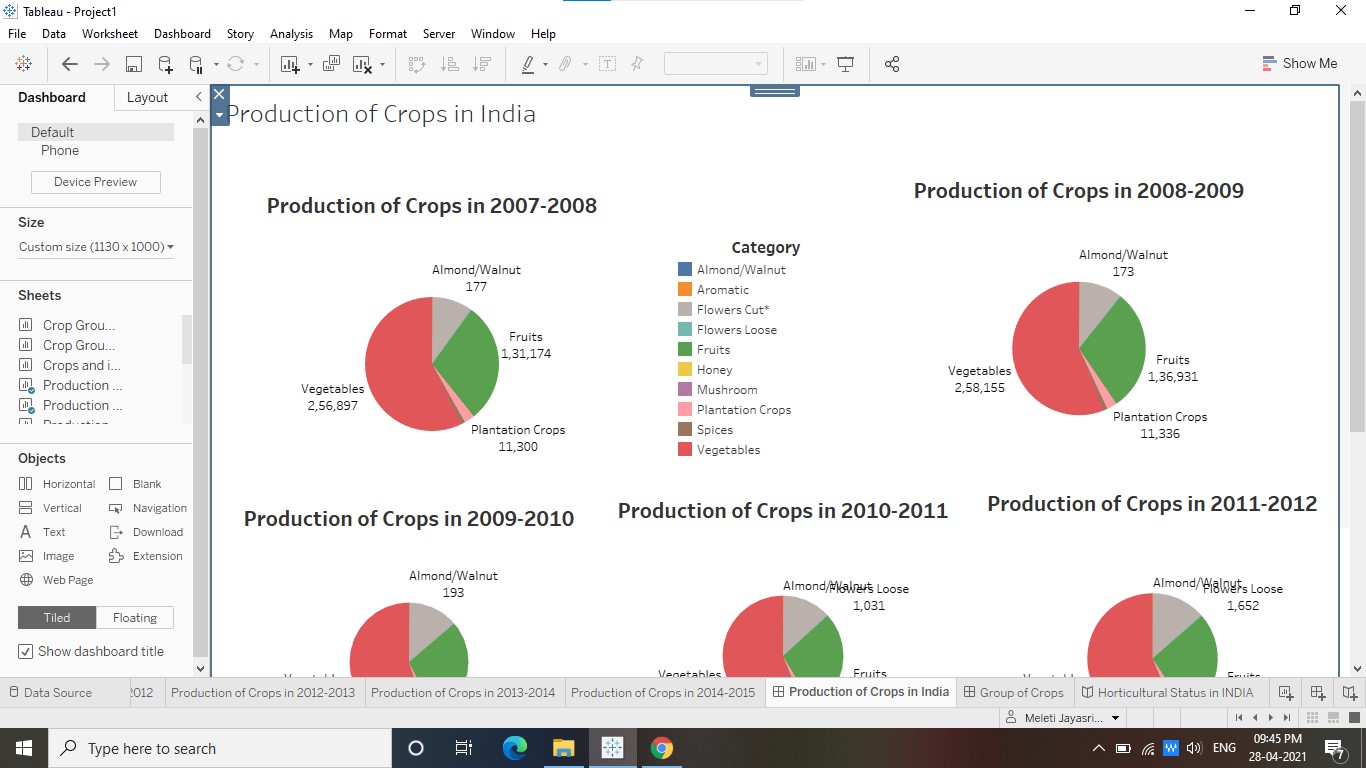 Tableau - Project1
File Data Worksheet Dashboard Story Analysis Map Format Server Window Help
Show Me
Dashboard Layout
Default
Phone
Device Preview
Size
Custom size (1130 x 1000)
Sheets
Crop Grou...
Crop Grou...
Crops and i...
Production ...
Production ...
Production
Objects
Horizontal Blank
Vertical Navigation
Text Download
Image Extension
Web Page
Tiled Floating
Show dashboard title
Production of Crops in India
Production of Crops in 2007-2008
Almond/Walnut
177
Fruits
1,31,174
Vegetables
2,56,897
Plantation Crops
11,300
Category
Almond/Walnut
Aromatic
Flowers Cut*
Flowers Loose
Fruits
Honey
Mushroom
Plantation Crops
Spices
Vegetables
Production of Crops in 2008-2009
Almond/Walnut
173
Fruits
1,36,931
Vegetables
2,58,155
Plantation Crops
11,336
Production of Crops in 2009-2010
Almond/Walnut
193
Vegetables
Production of Crops in 2010-2011
Almond/Walnut
Flowers Loose
1,031
Vegetables
Fruits
Production of Crops in 2011-2012
Almond/Walnut
Flowers Loose
1,652
Vegetables
Fruits
Data Source 2012 Production of Crops in 2012-2013 Production of Crops in 2013-2014 Production of Crops in 2014-2015 Production of Crops in India Group of Crops Horticultural Status in INDIA
Meleti Jayasri...
Type here to search
W
ENG
09:45 PM
28-04-2021
7